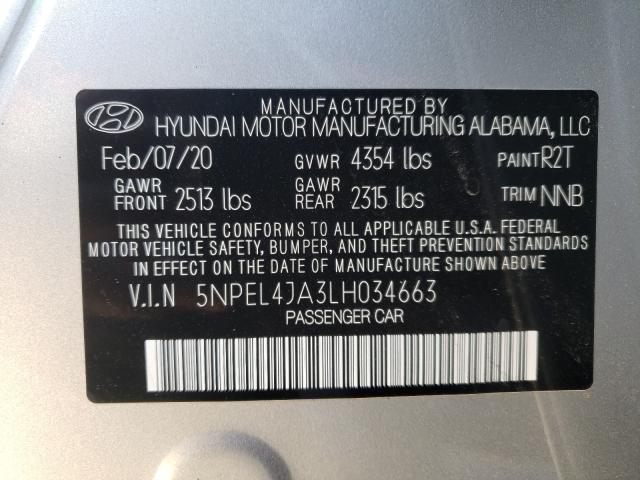 MANUFACTURED BY
HYUNDAI MOTOR MANUFACTURING ALABAMA, LLC
Feb/07/20 GVWR 4354 lbs PAINT R2T
GAWR FRONT 2513 lbs GAWR REAR 2315 lbs TRIM NNB
THIS VEHICLE CONFORMS TO ALL APPLICABLE U.S.A. FEDERAL
MOTOR VEHICLE SAFETY, BUMPER, AND THEFT PREVENTION STANDARDS
IN EFFECT ON THE DATE OF MANUFACTURE SHOWN ABOVE.
V.I.N 5NPEL4JA3LH034663
PASSENGER CAR